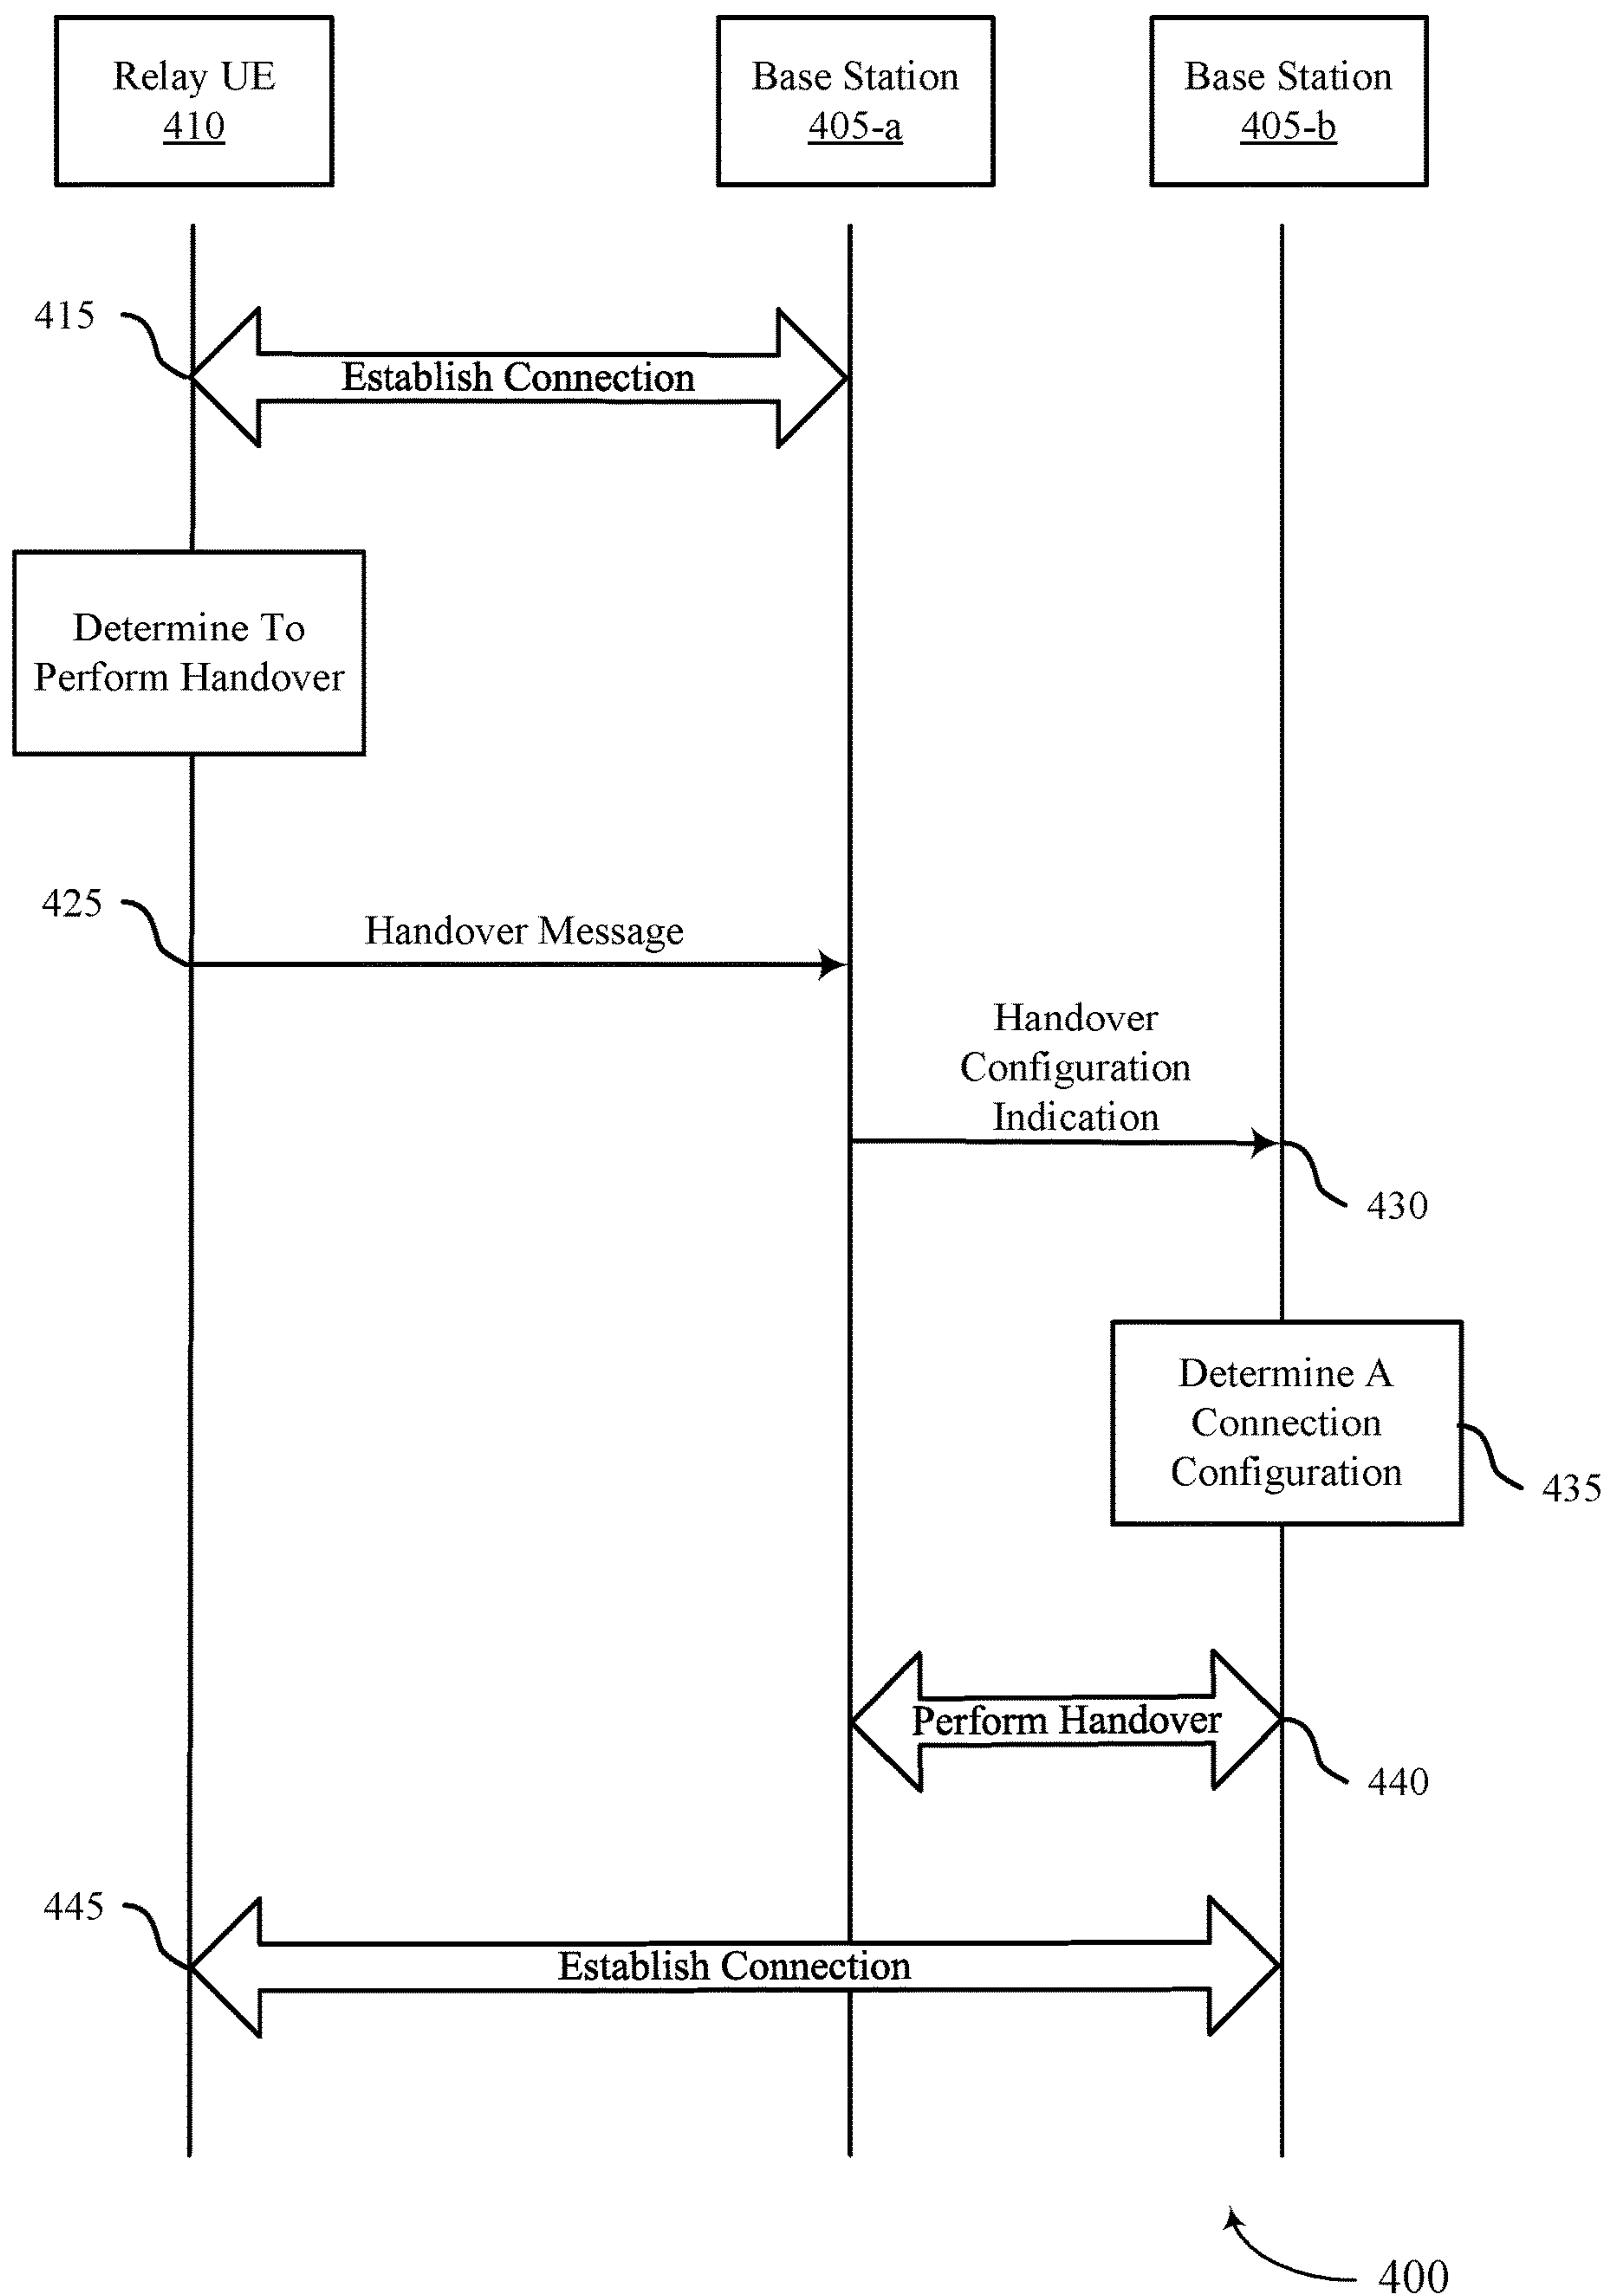 Relay UE
410
Base Station
405-a
Base Station
405-b
415
Establish Connection
Determine To
Perform Handover
425
Handover Message
Handover
Configuration
Indication
430
Determine A
Connection
Configuration
435
Perform Handover
440
445
Establish Connection
400